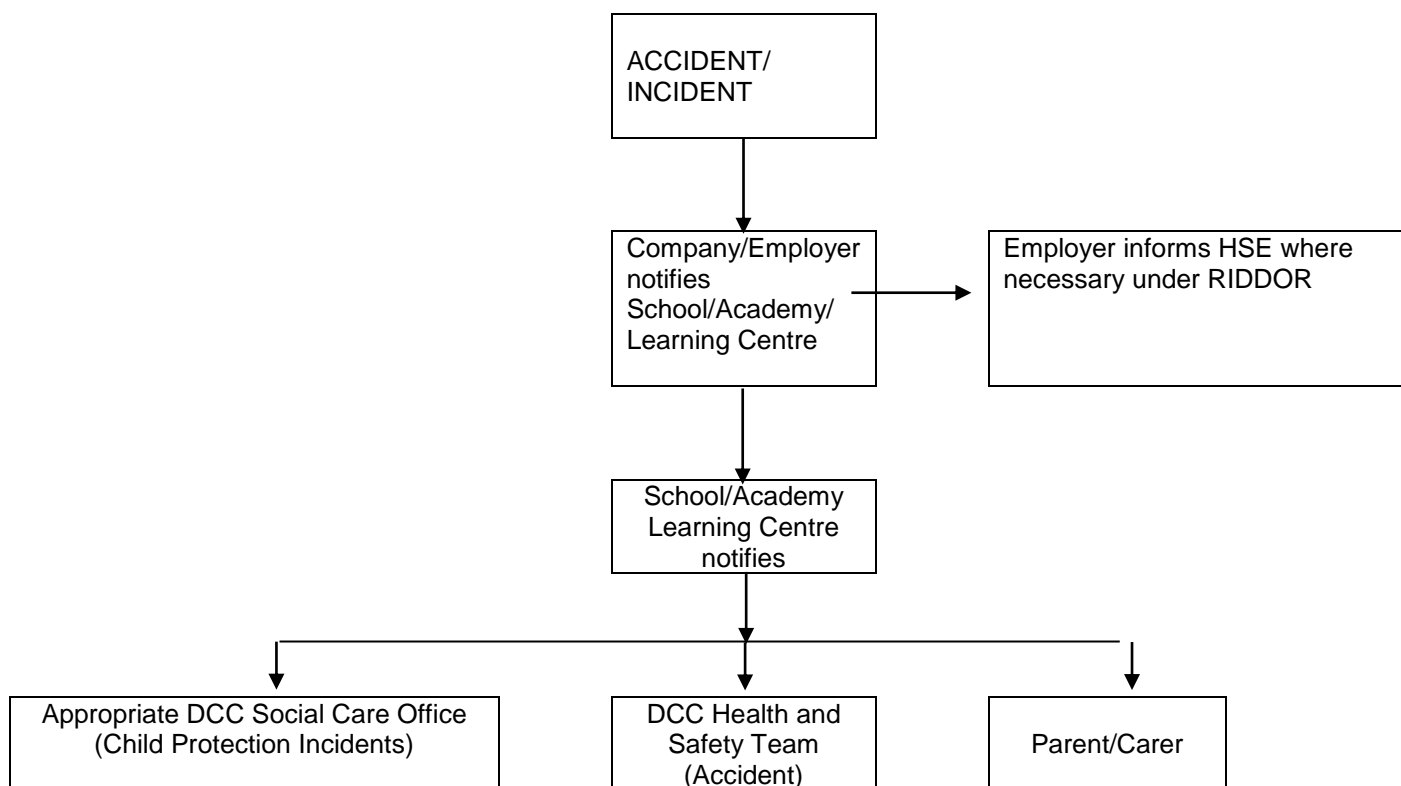 ACCIDENT/
INCIDENT
Company/Employer
notifies
School/Academy/
Learning Centre
Employer informs HSE where
necessary under RIDDOR
School/Academy
Learning Centre
notifies
Appropriate DCC Social Care Office
(Child Protection Incidents)
DCC Health and
Safety Team
(Accident)
Parent/Carer